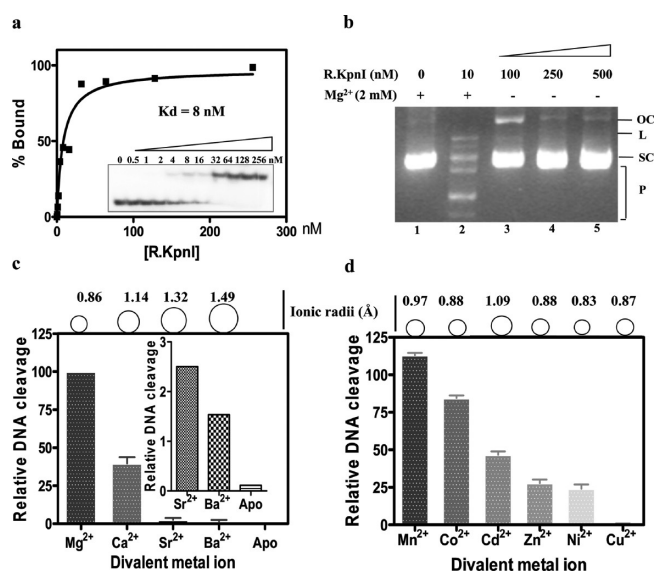 a
% Bound
100
50
0
0
100
200
300
nM
[R.KpnI]
Kd = 8 nM
0 0.5 1 2 4 8 16 32 64 128 256 nM
b
R.KpnI (nM) 0 10 100 250 500
Mg²⁺ (2 mM) + + - - -
OC
L
SC
P
1 2 3 4 5
c
0.86 1.14 1.32 1.49 Ionic radii (Å)
Relative DNA cleavage
125
100
75
50
25
0
Mg²⁺ Ca²⁺ Sr²⁺ Ba²⁺ Apo
Divalent metal ion
Relative DNA cleavage
3
2
1
0
Sr²⁺ Ba²⁺ Apo
d
0.97 0.88 1.09 0.88 0.83 0.87
Relative DNA cleavage
125
100
75
50
25
0
Mn²⁺ Co²⁺ Cd²⁺ Zn²⁺ Ni²⁺ Cu²⁺
Divalent metal ion